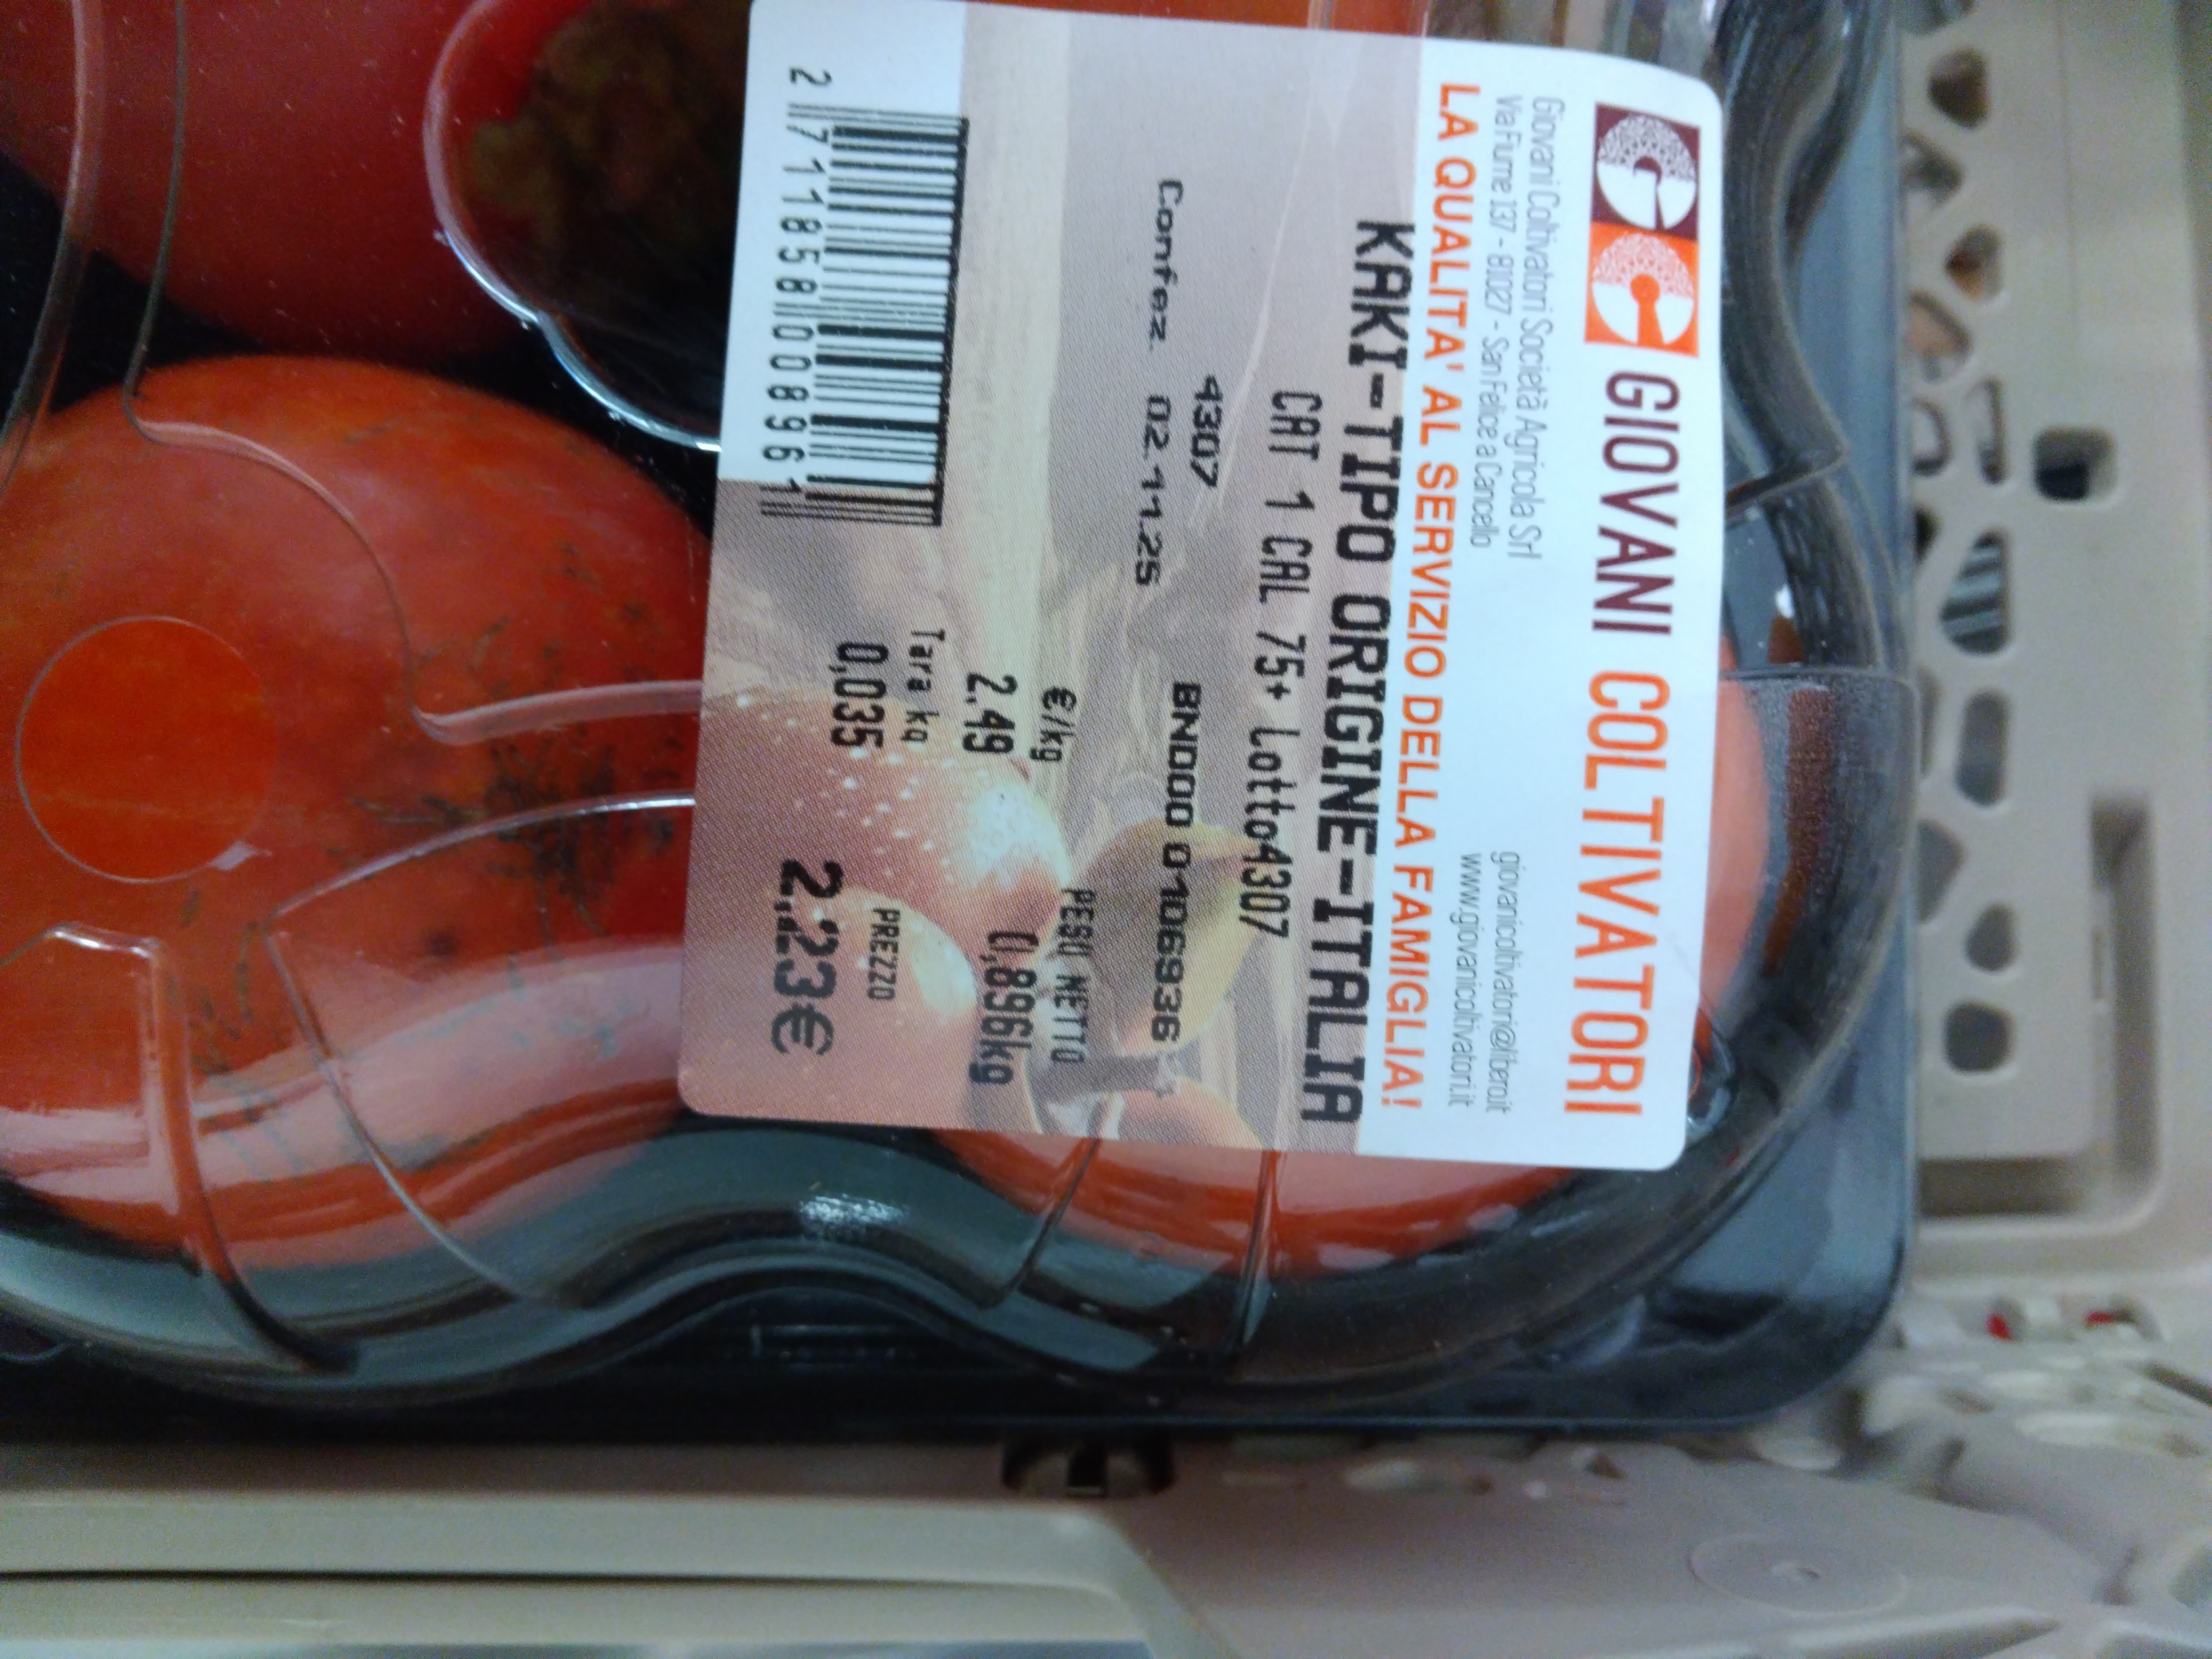 GIOVANI COLTIVATORI
Giovani Coltivatori Società Agricola Srl
giovanicoltivatori@libero.it
Via Fiume 137 - 81027 - San Felice a Cancello
www.giovanicoltivatori.it
LA QUALITA' AL SERVIZIO DELLA FAMIGLIA!
KAKI-TIPO ORIGINE-ITALIA
CAT 1 CAL 75+ Lotto4307
4307
BNDOO 0106936
Confez. 02.11.25
€/kg
PESO NETTO
2,49
0,896kg
Tara kg
PREZZO
0,035
2,23€
2 711858 008961